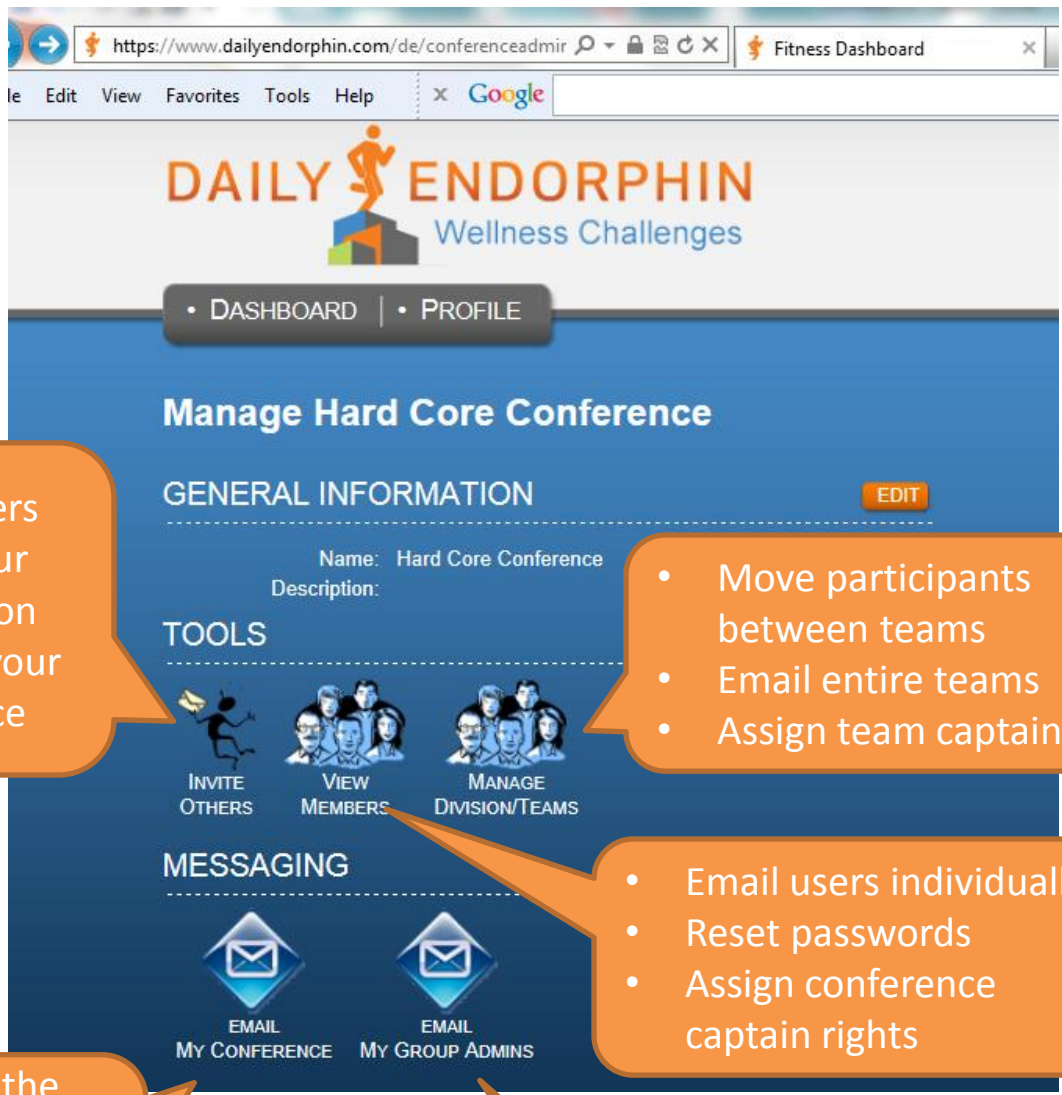 https://www.dailyendorphin.com/de/conferenceadmir
Fitness Dashboard
Edit View Favorites Tools Help x Google
DAILY ENDORPHIN
Wellness Challenges
• DASHBOARD | • PROFILE
Manage Hard Core Conference
GENERAL INFORMATION
EDIT
Name: Hard Core Conference
Description:
TOOLS
your
• Move participants
between teams
• Email entire teams
• Assign team captain
INVITE
OTHERS
VIEW
MEMBERS
MANAGE
DIVISION/TEAMS
MESSAGING
• Email users
• Reset passwords
• Assign conference
captain rights
EMAIL
MY CONFERENCE
EMAIL
MY GROUP ADMINS
the